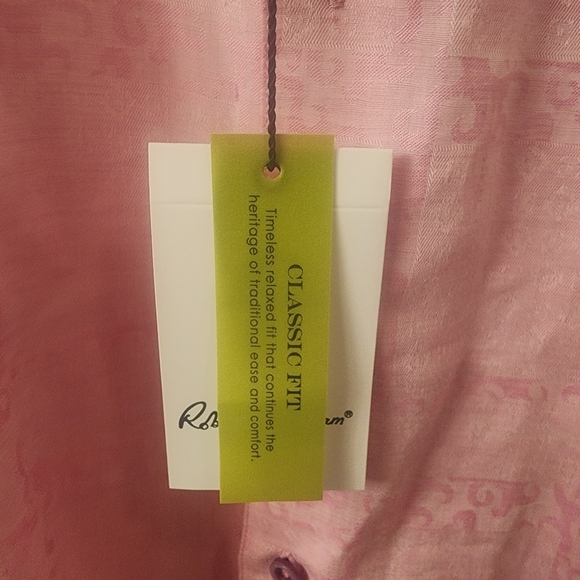 CLASSIC FIT
Timeless relaxed fit that continues the
heritage of traditional ease and comfort.